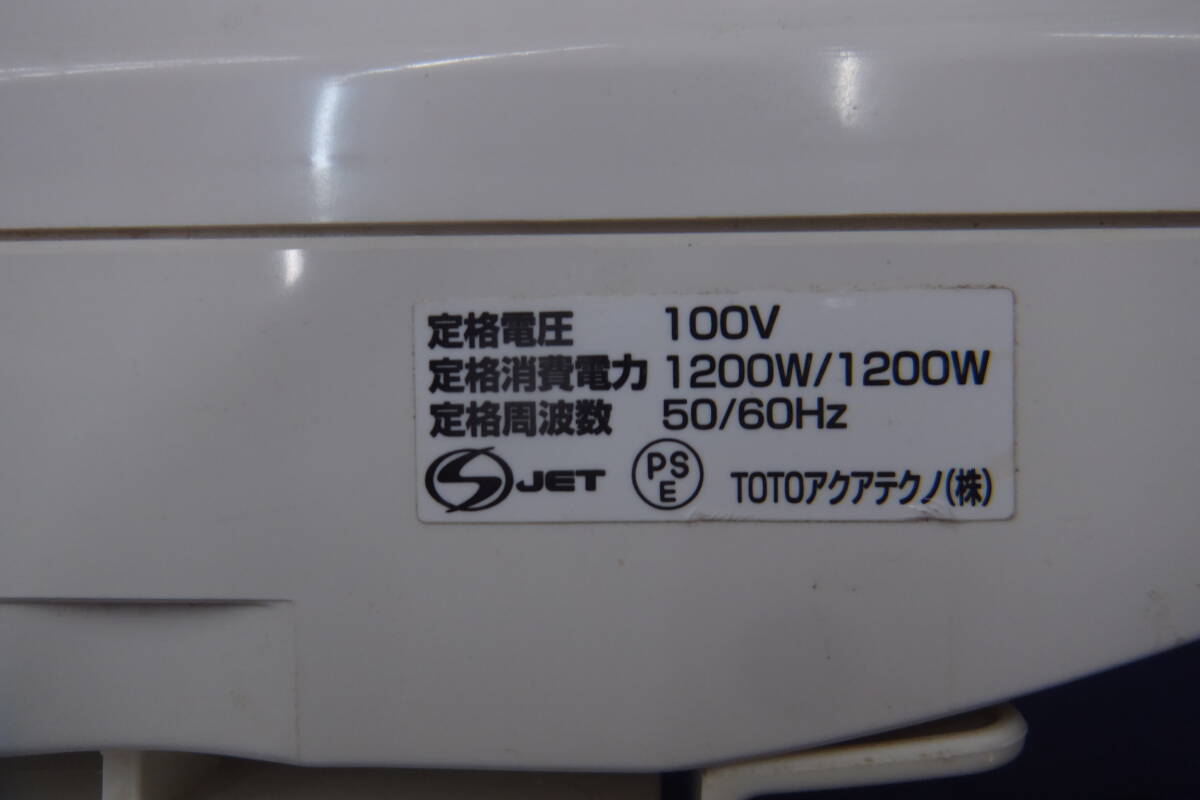 定格電圧 100V
定格消費電力 1200W/1200W
定格周波数 50/60Hz
S JET PSE TOTOアクアテクノ(株)